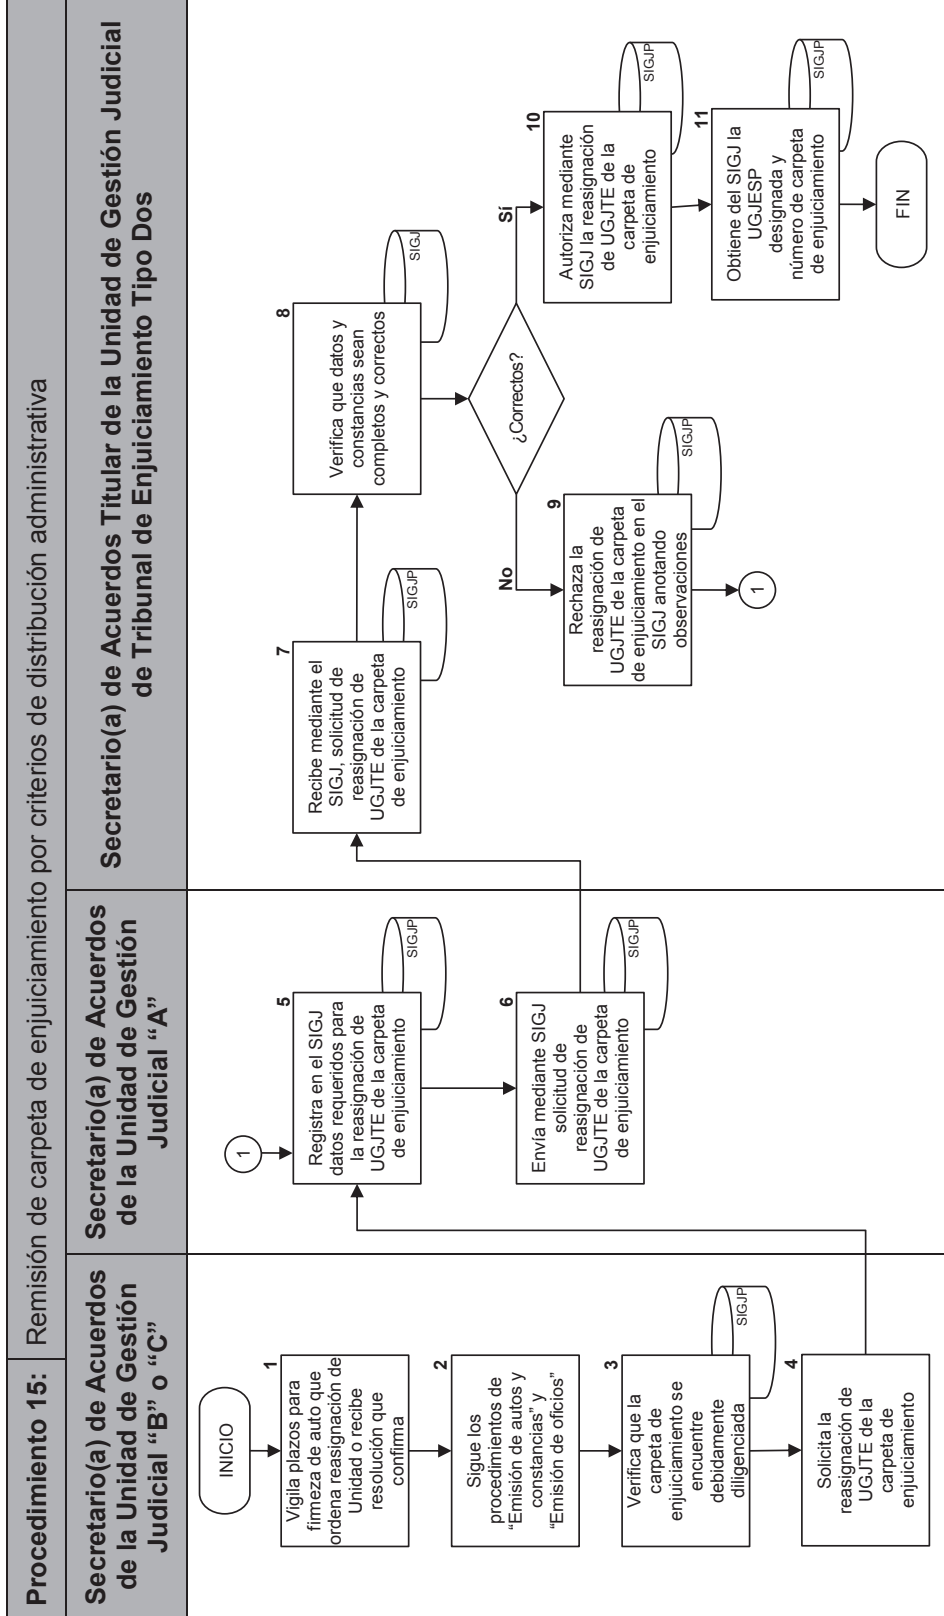 Procedimiento 15: Remisión de carpeta de enjuiciamiento por criterios de distribución administrativa
Secretario(a) de Acuerdos
de la Unidad de Gestión
Judicial “B” o “C”
Secretario(a) de Acuerdos
de la Unidad de Gestión
Judicial “A”
Secretario(a) de Acuerdos Titular de la Unidad de Gestión Judicial
de Tribunal de Enjuiciamiento Tipo Dos
INICIO
1
Vigila plazos para
firmeza de auto que
ordena reasignación de
Unidad o recibe
resolución que
confirma
2
Sigue los
procedimientos de
“Emisión de autos y
constancias” y
“Emisión de oficios”
3
Verifica que la
carpeta de
enjuiciamiento se
encuentre
debidamente
diligenciada
SIGJP
4
Solicita la
reasignación de
UGJTE de la
carpeta de
enjuiciamiento
1
5
Registra en el SIGJ
datos requeridos para
la reasignación de
UGJTE de la carpeta
de enjuiciamiento
SIGJP
6
Envía mediante SIGJ
solicitud de
reasignación de
UGJTE de la carpeta
de enjuiciamiento
SIGJP
7
Recibe mediante el
SIGJ, solicitud de
reasignación de
UGJTE de la carpeta
de enjuiciamiento
SIGJP
8
Verifica que datos y
constancias sean
completos y correctos
SIGJ
¿Correctos?
No
Sí
9
Rechaza la
reasignación de
UGJTE de la carpeta
de enjuiciamiento en el
SIGJ anotando
observaciones
SIGJP
1
10
Autoriza mediante
SIGJ la reasignación
de UGJTE de la
carpeta de
enjuiciamiento
SIGJP
11
Obtiene del SIGJ la
UGJESP
designada y
número de carpeta
de enjuiciamiento
SIGJP
FIN